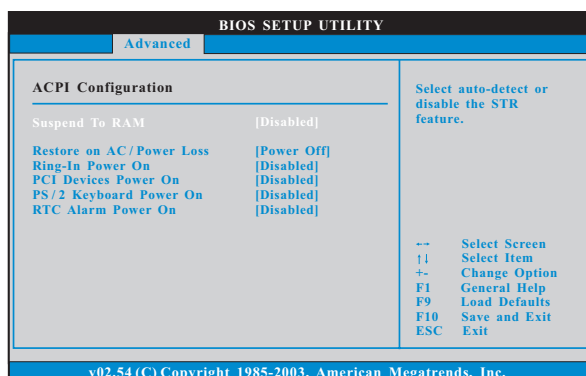 BIOS SETUP UTILITY
Advanced
ACPI Configuration
Suspend To RAM [Disabled]
Restore on AC / Power Loss [Power Off]
Ring-In Power On [Disabled]
PCI Devices Power On [Disabled]
PS / 2 Keyboard Power On [Disabled]
RTC Alarm Power On [Disabled]
Select auto-detect or
disable the STR
feature.
←→ Select Screen
↑↓ Select Item
+- Change Option
F1 General Help
F9 Load Defaults
F10 Save and Exit
ESC Exit
v02.54 (C) Copyright 1985-2003, American Megatrends, Inc.